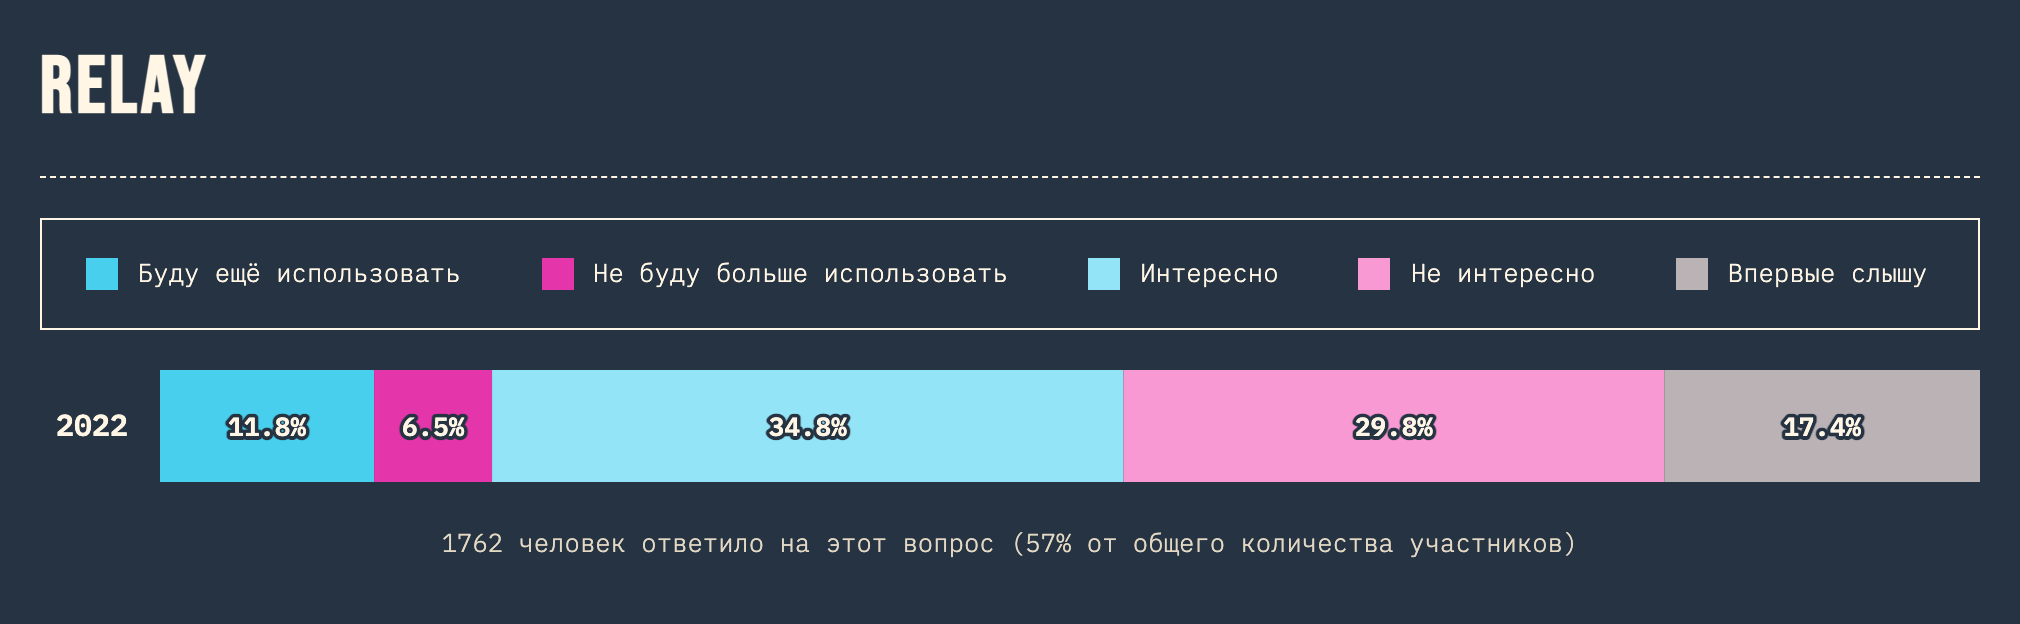 RELAY
Буду ещё использовать Не буду больше использовать Интересно Не интересно Впервые слышу
2022 11.8% 6.5% 34.8% 29.8% 17.4%
1762 человек ответило на этот вопрос (57% от общего количества участников)